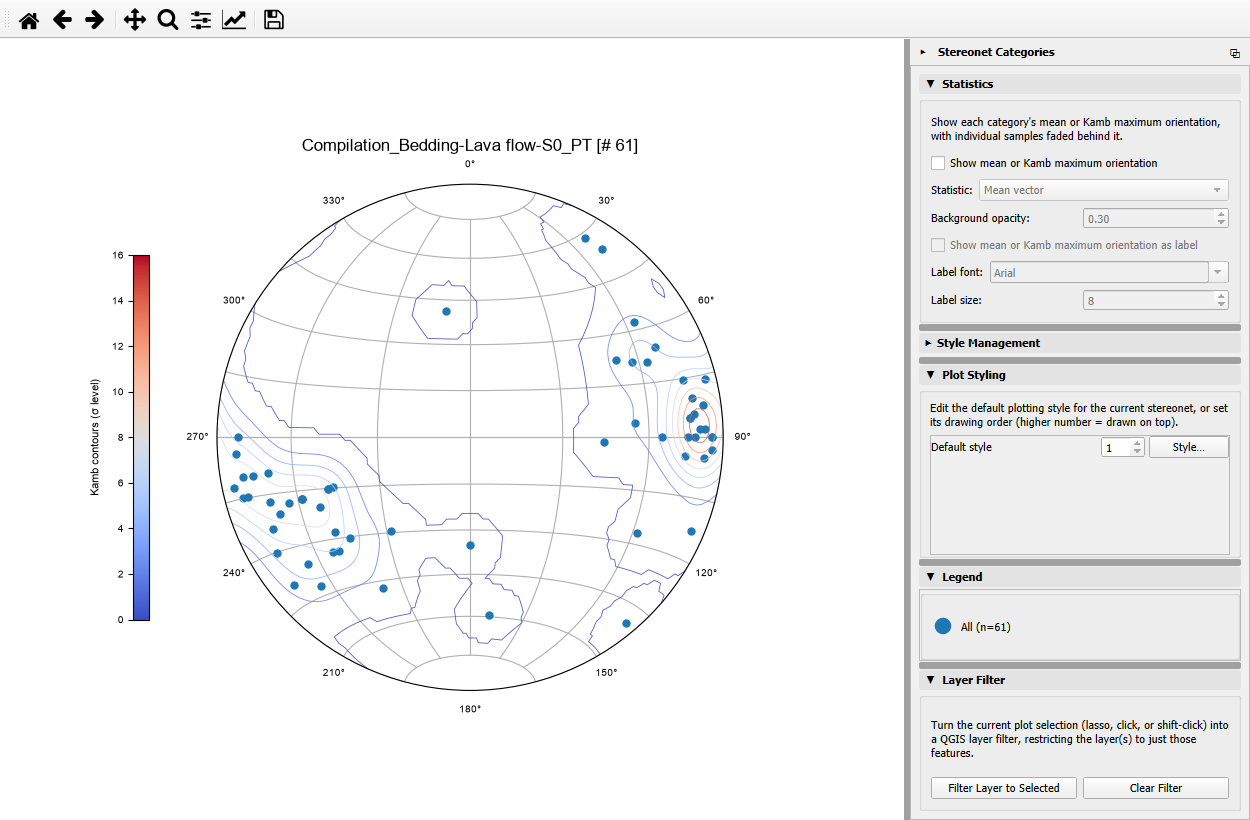 Stereonet Categories
Statistics
Show each category's mean or Kamb maximum orientation,
with individual samples faded behind it.
Show mean or Kamb maximum orientation
Statistic: Mean vector
Background opacity: 0.30
Show mean or Kamb maximum orientation as label
Label font: Arial
Label size: 8
Style Management
Plot Styling
Edit the default plotting style for the current stereonet, or set
its drawing order (higher number = drawn on top).
Default style 1 Style...
Legend
All (n=61)
Layer Filter
Turn the current plot selection (lasso, click, or shift-click) into
a QGIS layer filter, restricting the layer(s) to just those
features.
Filter Layer to Selected Clear Filter
Compilation_Bedding-Lava flow-S0_PT [# 61]
0°
330° 30°
300° 60°
270° 90°
240° 120°
210° 150°
180°
16
14
12
10
8
6
4
2
0
Kamb contours (σ level)